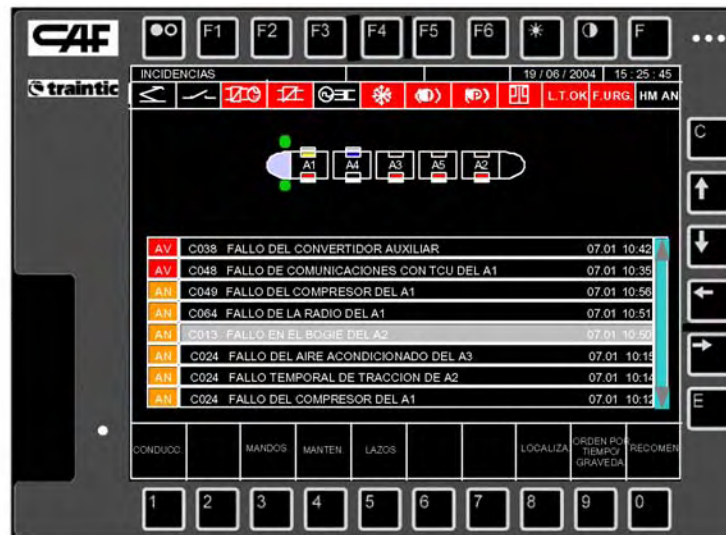 CAF
traintic
F1 F2 F3 F4 F5 F6 F
INCIDENCIAS 19 / 06 / 2004 15 : 25 : 45
L.T.OK F.URG. HM AN
A1 A4 A3 A5 A2
AV C038 FALLO DEL CONVERTIDOR AUXILIAR 07.01 10:42
AV C048 FALLO DE COMUNICACIONES CON TCU DEL A1 07.01 10:35
AN C049 FALLO DEL COMPRESOR DEL A1 07.01 10:56
AN C064 FALLO DE LA RADIO DEL A1 07.01 10:51
AN C013 FALLO EN EL BOGIE DEL A2 07.01 10:50
AN C024 FALLO DEL AIRE ACONDICIONADO DEL A3 07.01 10:15
AN C024 FALLO TEMPORAL DE TRACCION DE A2 07.01 10:14
AN C024 FALLO DEL COMPRESOR DEL A1 07.01 10:12
C
E
CONDUCC. MANDOS MANTEN. LAZOS LOCALIZA ORDEN POR TIEMPO/ GRAVEDA RECOMEN
1 2 3 4 5 6 7 8 9 0